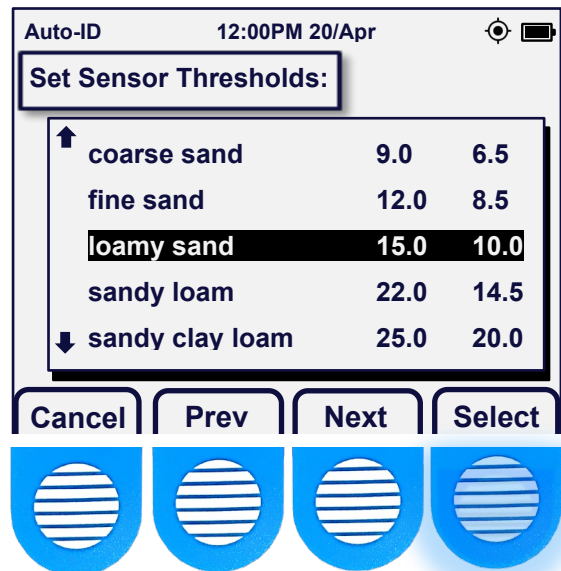 Auto-ID 12:00PM 20/Apr
Set Sensor Thresholds:
coarse sand 9.0 6.5
fine sand 12.0 8.5
loamy sand 15.0 10.0
sandy loam 22.0 14.5
sandy clay loam 25.0 20.0
Cancel Prev Next Select